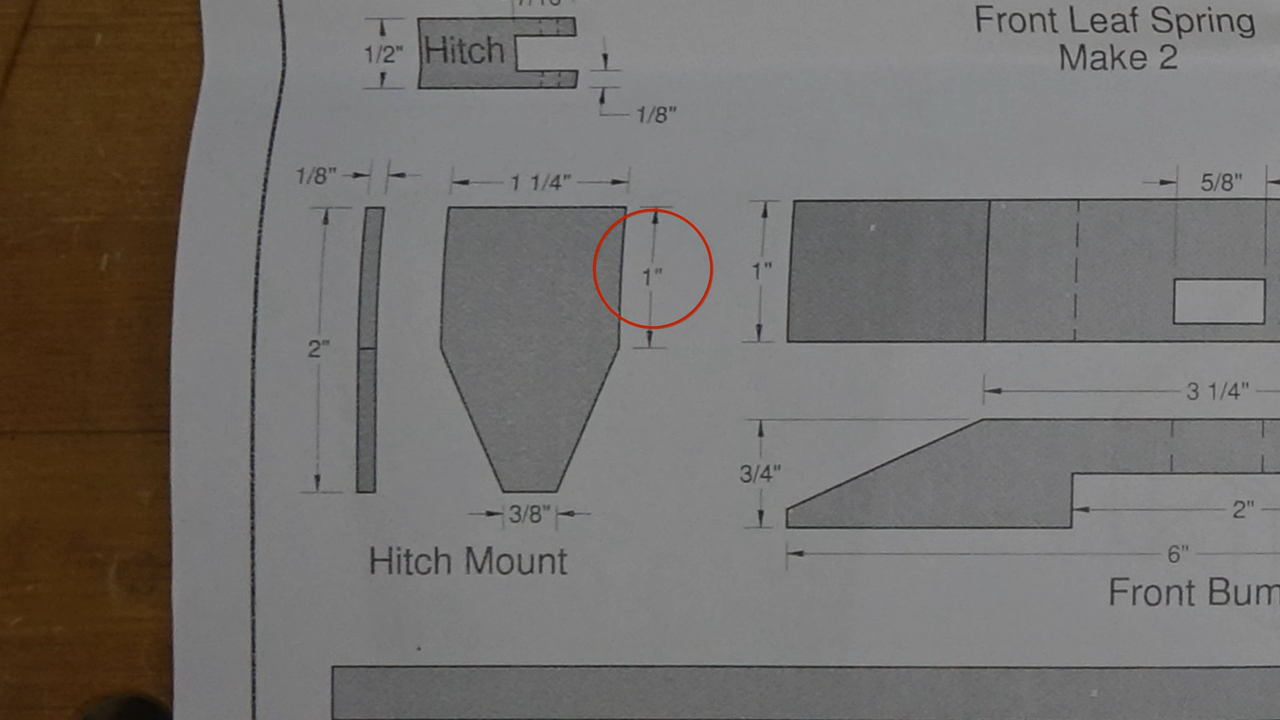 Front Leaf Spring
Make 2
1/2"
Hitch
1/8"
1/8"
1 1/4"
5/8"
1"
1"
2"
3 1/4"
3/4"
2"
3/8"
6"
Hitch Mount
Front Bum